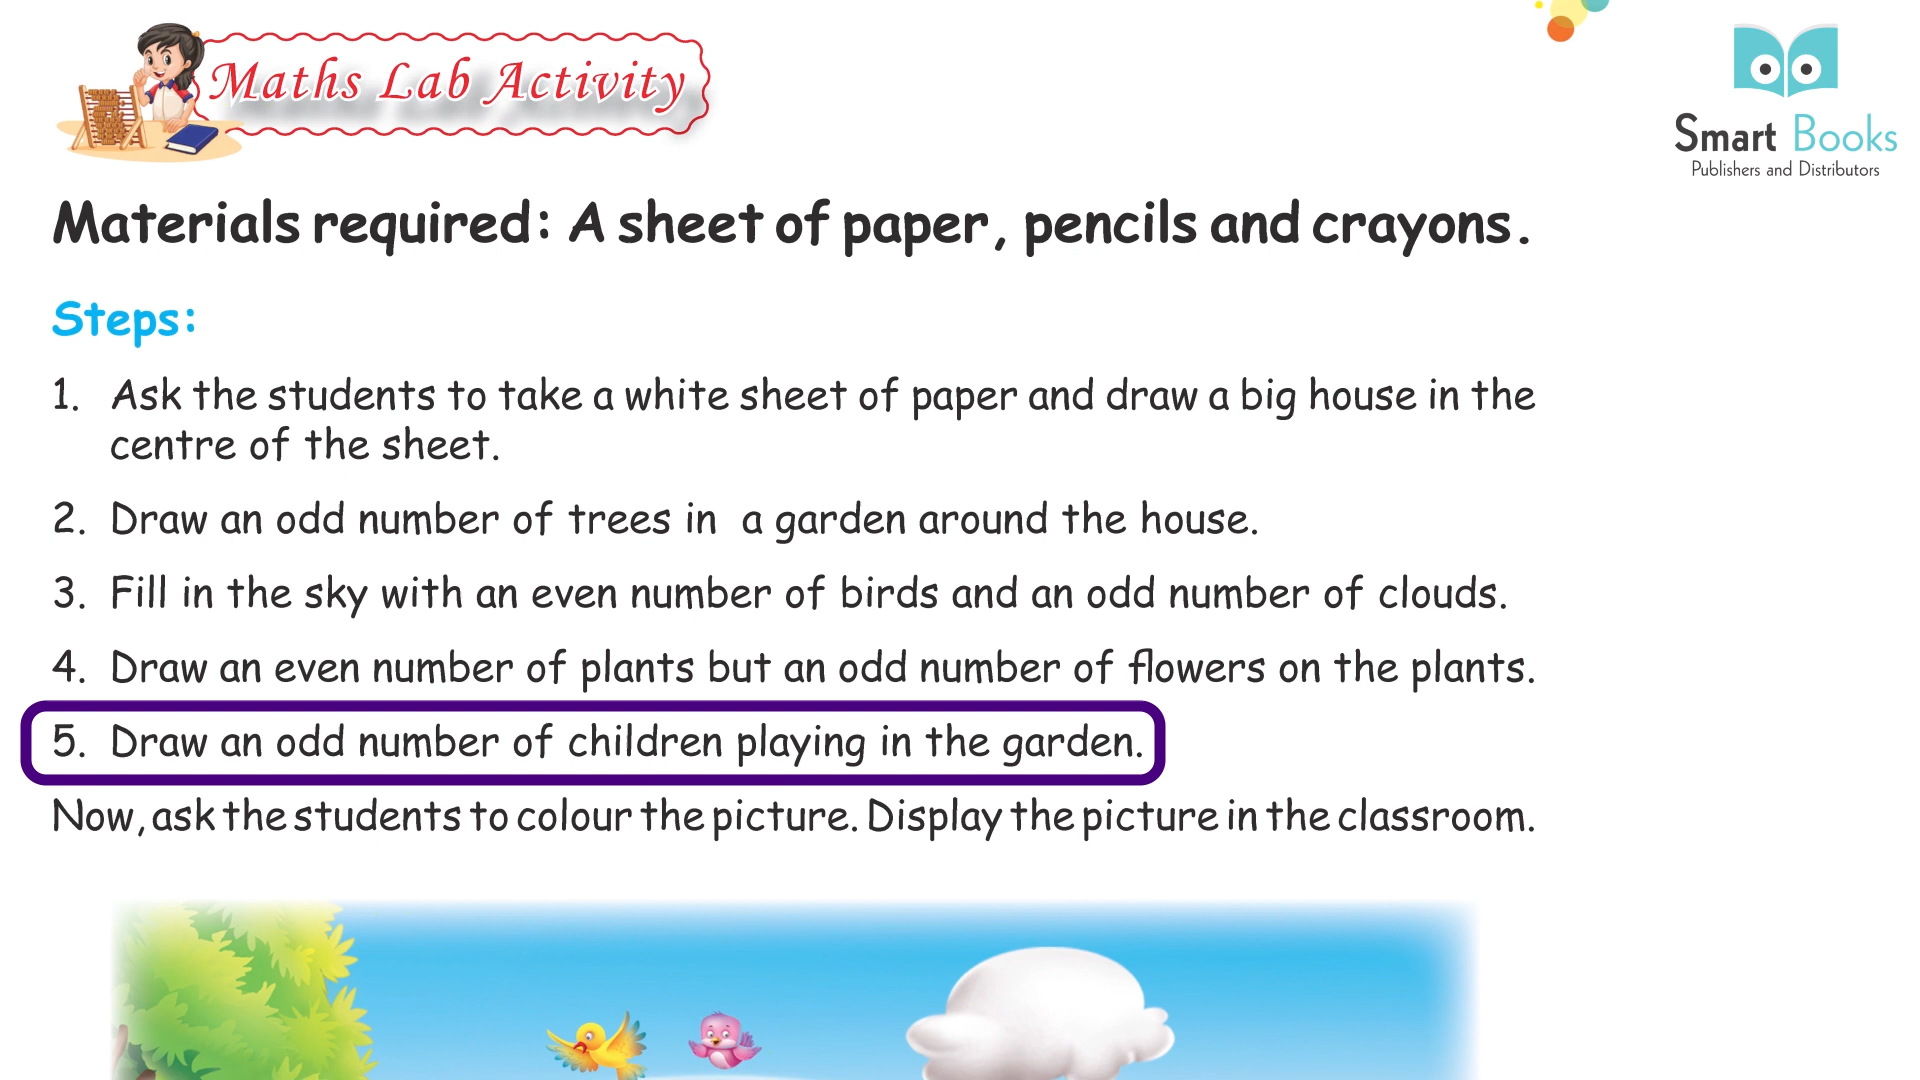 Maths Lab Activity
Smart Books
Publishers and Distributors
Materials required: A sheet of paper, pencils and crayons.
Steps:
1. Ask the students to take a white sheet of paper and draw a big house in the
centre of the sheet.
2. Draw an odd number of trees in a garden around the house.
3. Fill in the sky with an even number of birds and an odd number of clouds.
4. Draw an even number of plants but an odd number of flowers on the plants.
5. Draw an odd number of children playing in the garden.
Now, ask the students to colour the picture. Display the picture in the classroom.